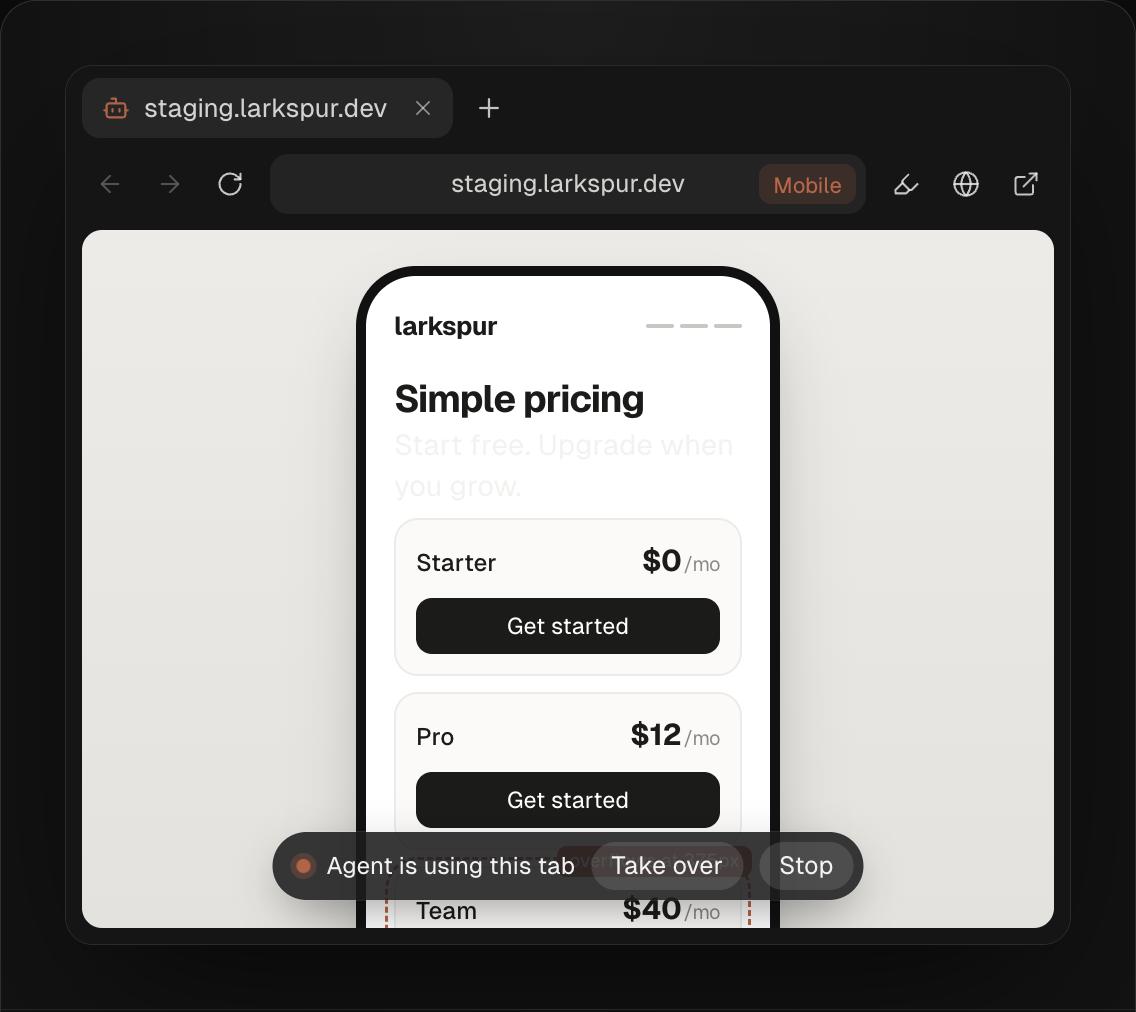 staging.larkspur.dev
staging.larkspur.dev
Mobile
larkspur
Simple pricing
Start free. Upgrade when
you grow.
Starter
$0/mo
Get started
Pro
$12/mo
Get started
Agent is using this tab
Take over
Stop
Team
$40/mo